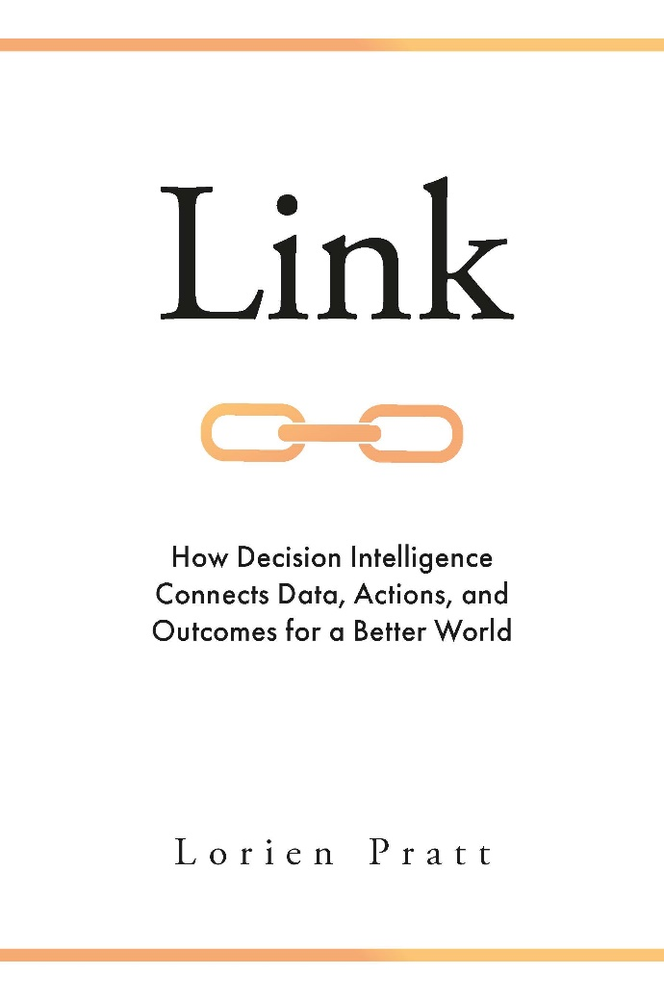 Link
How Decision Intelligence
Connects Data, Actions, and
Outcomes for a Better World
Lorien Pratt